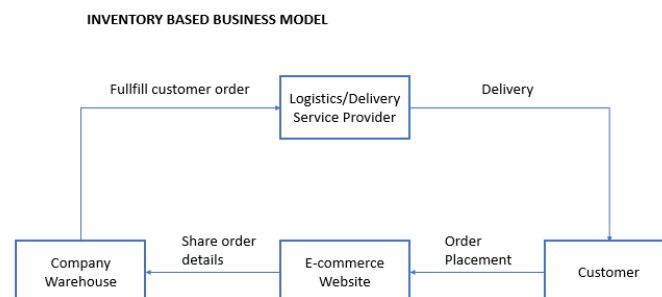 INVENTORY BASED BUSINESS MODEL
Fullfill customer order
Logistics/Delivery
Service Provider
Delivery
Company
Warehouse
Share order
details
E-commerce
Website
Order
Placement
Customer